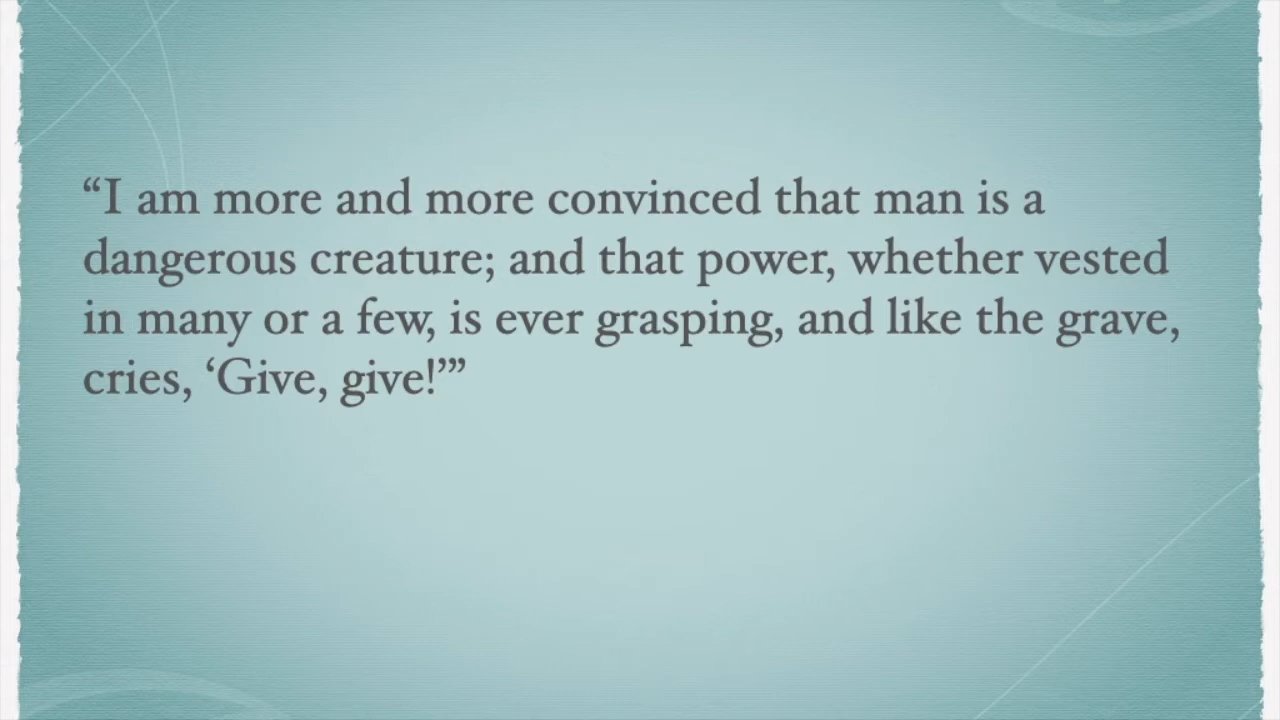 “I am more and more convinced that man is a
dangerous creature; and that power, whether vested
in many or a few, is ever grasping, and like the grave,
cries, ‘Give, give!’”